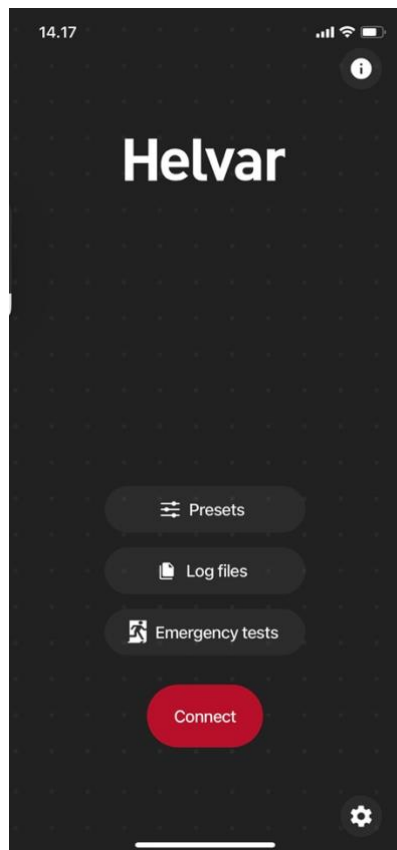 14.17
Helvar
Presets
Log files
Emergency tests
Connect